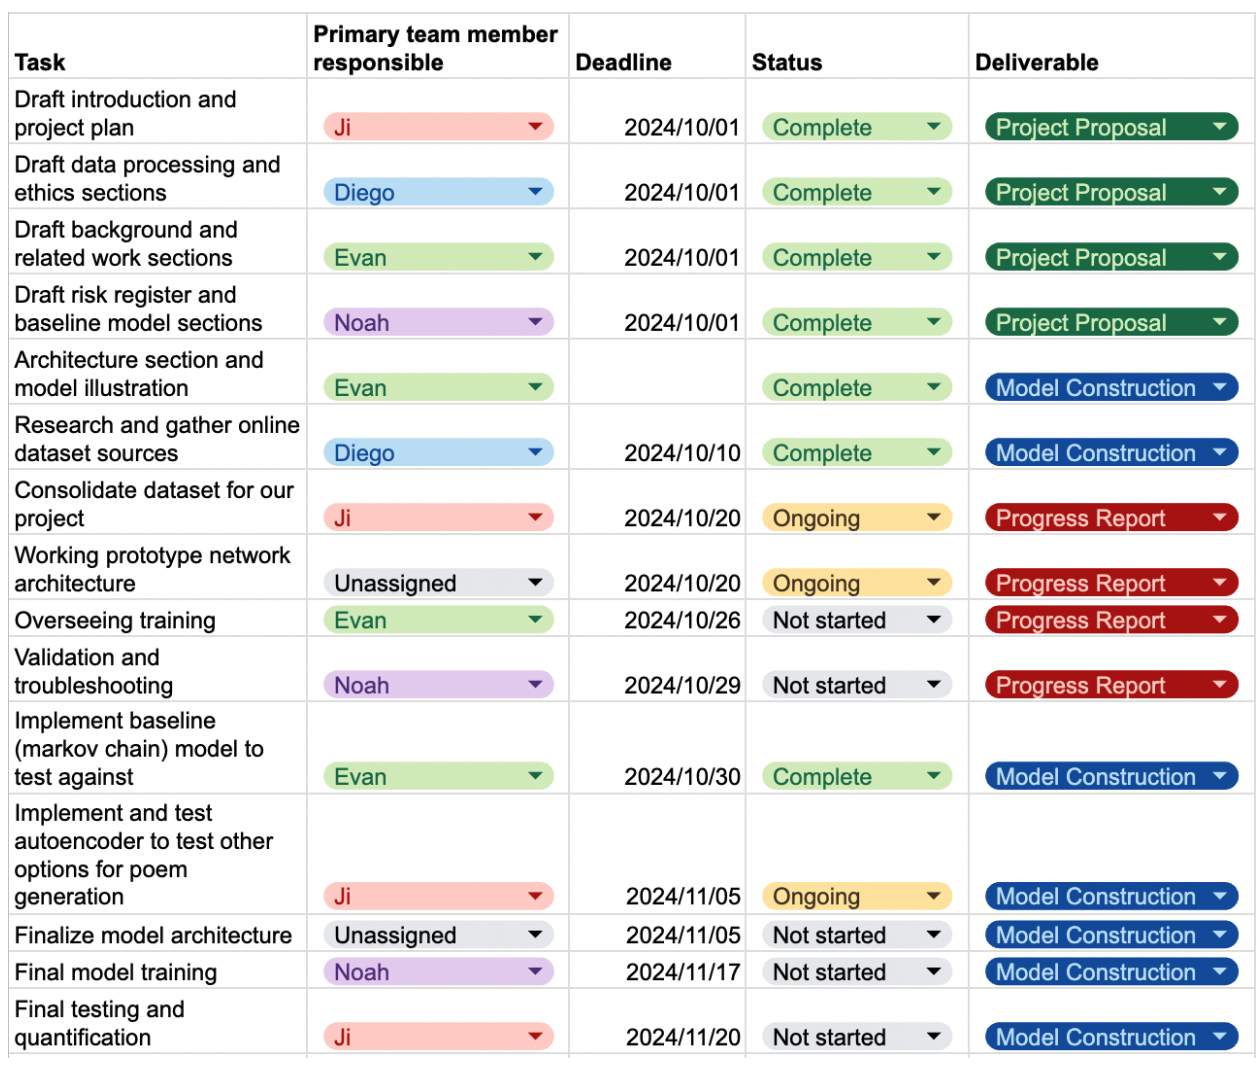 Task Primary team member responsible Deadline Status Deliverable
Draft introduction and
project plan Ji 2024/10/01 Complete Project Proposal
Draft data processing and
ethics sections Diego 2024/10/01 Complete Project Proposal
Draft background and
related work sections Evan 2024/10/01 Complete Project Proposal
Draft risk register and
baseline model sections Noah 2024/10/01 Complete Project Proposal
Architecture section and
model illustration Evan Complete Model Construction
Research and gather online
dataset sources Diego 2024/10/10 Complete Model Construction
Consolidate dataset for our
project Ji 2024/10/20 Ongoing Progress Report
Working prototype network
architecture Unassigned 2024/10/20 Ongoing Progress Report
Overseeing training Evan 2024/10/26 Not started Progress Report
Validation and
troubleshooting Noah 2024/10/29 Not started Progress Report
Implement baseline
(markov chain) model to
test against Evan 2024/10/30 Complete Model Construction
Implement and test
autoencoder to test other
options for poem
generation Ji 2024/11/05 Ongoing Model Construction
Finalize model architecture Unassigned 2024/11/05 Not started Model Construction
Final model training Noah 2024/11/17 Not started Model Construction
Final testing and
quantification Ji 2024/11/20 Not started Model Construction